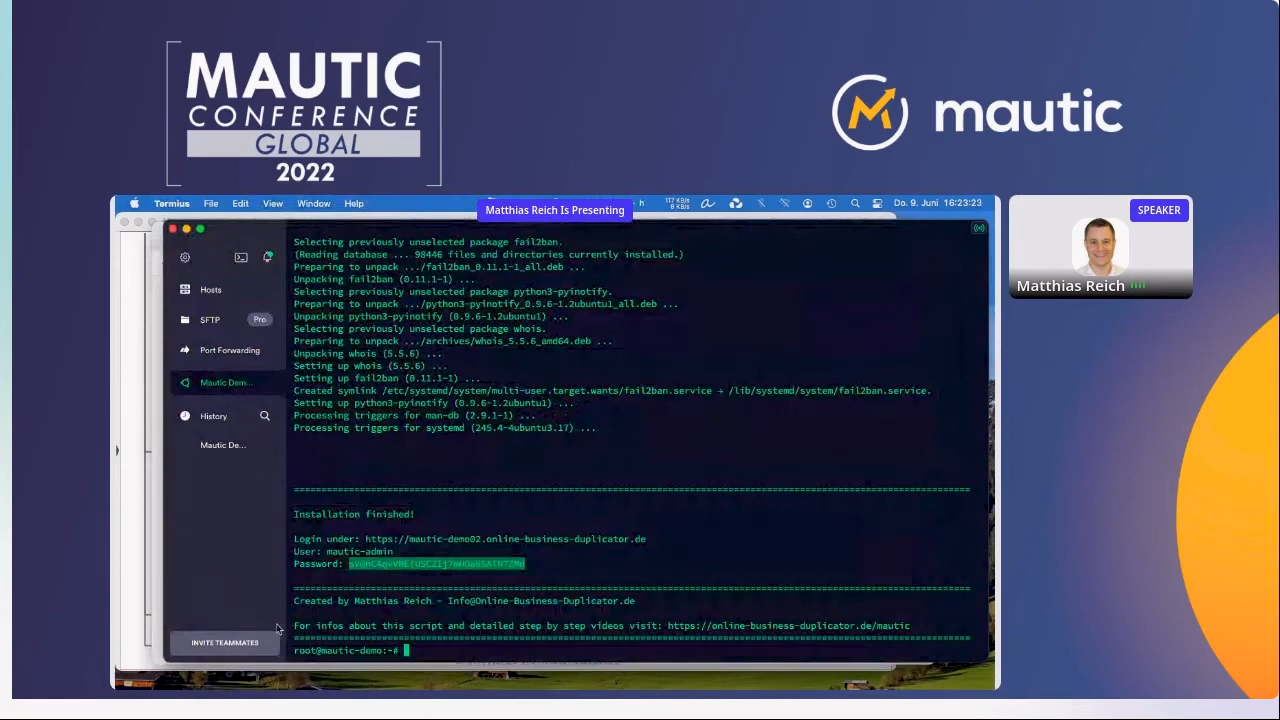 MAUTIC
CONFERENCE
GLOBAL
2022
mautic
Termius File Edit View Window Help
117 KB/s
8 KB/s
h
Do. 9. Juni 16:23:23
Matthias Reich Is Presenting
SPEAKER
Matthias Reich
Hosts
SFTP Pro
Port Forwarding
Mautic Dem...
History
Mautic De...
INVITE TEAMMATES
Selecting previously unselected package fail2ban.
(Reading database ... 98446 files and directories currently installed.)
Preparing to unpack .../fail2ban_0.11.1-1_all.deb ...
Unpacking fail2ban (0.11.1-1) ...
Selecting previously unselected package python3-pyinotify.
Preparing to unpack .../python3-pyinotify_0.9.6-1.2ubuntu1_all.deb ...
Unpacking python3-pyinotify (0.9.6-1.2ubuntu1) ...
Selecting previously unselected package whois.
Preparing to unpack .../archives/whois_5.5.6_amd64.deb ...
Unpacking whois (5.5.6) ...
Setting up whois (5.5.6) ...
Setting up fail2ban (0.11.1-1) ...
Created symlink /etc/systemd/system/multi-user.target.wants/fail2ban.service → /lib/systemd/system/fail2ban.service.
Setting up python3-pyinotify (0.9.6-1.2ubuntu1) ...
Processing triggers for man-db (2.9.1-1) ...
Processing triggers for systemd (245.4-4ubuntu3.17) ...
Installation finished!
Login under: https://mautic-demo02.online-business-duplicator.de
User: mautic-admin
Password:
Created by Matthias Reich - Info@Online-Business-Duplicator.de
For infos about this script and detailed step by step videos visit: https://online-business-duplicator.de/mautic
root@mautic-demo:~#